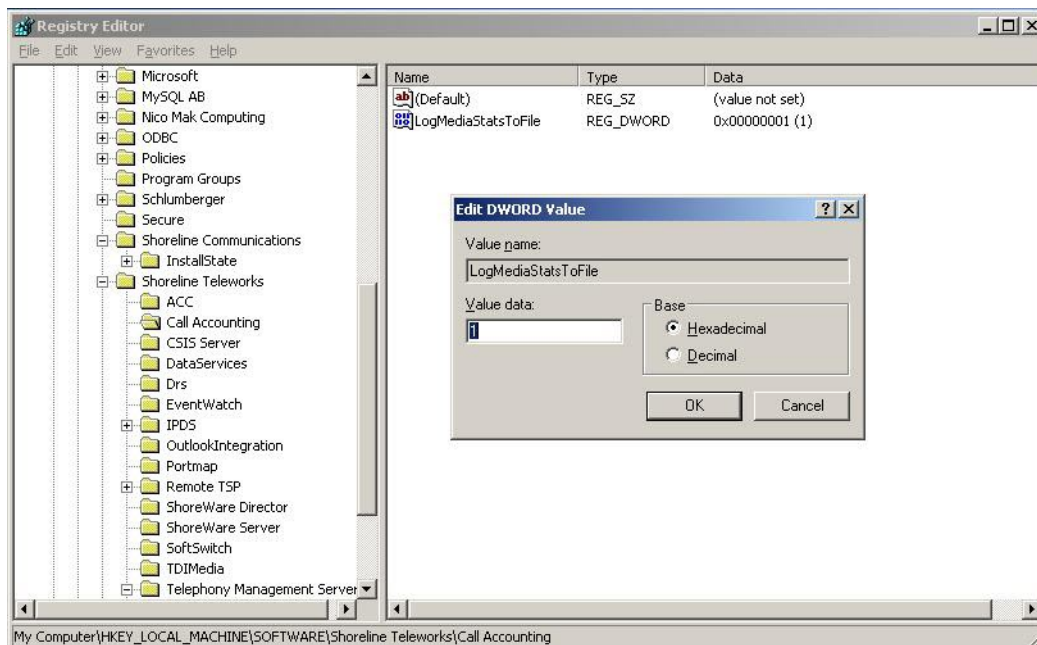 Registry Editor
File Edit View Favorites Help
Microsoft
MySQL AB
Nico Mak Computing
ODBC
Policies
Program Groups
Schlumberger
Secure
Shoreline Communications
InstallState
Shoreline Teleworks
ACC
Call Accounting
CSIS Server
DataServices
Drs
EventWatch
IPDS
OutlookIntegration
Portmap
Remote TSP
ShoreWare Director
ShoreWare Server
SoftSwitch
TDIMedia
Telephony Management Server
Name Type Data
(Default) REG_SZ (value not set)
LogMediaStatsToFile REG_DWORD 0x00000001 (1)
Edit DWORD Value
Value name:
LogMediaStatsToFile
Value data:
1
Base
Hexadecimal
Decimal
OK Cancel
My Computer\HKEY_LOCAL_MACHINE\SOFTWARE\Shoreline Teleworks\Call Accounting